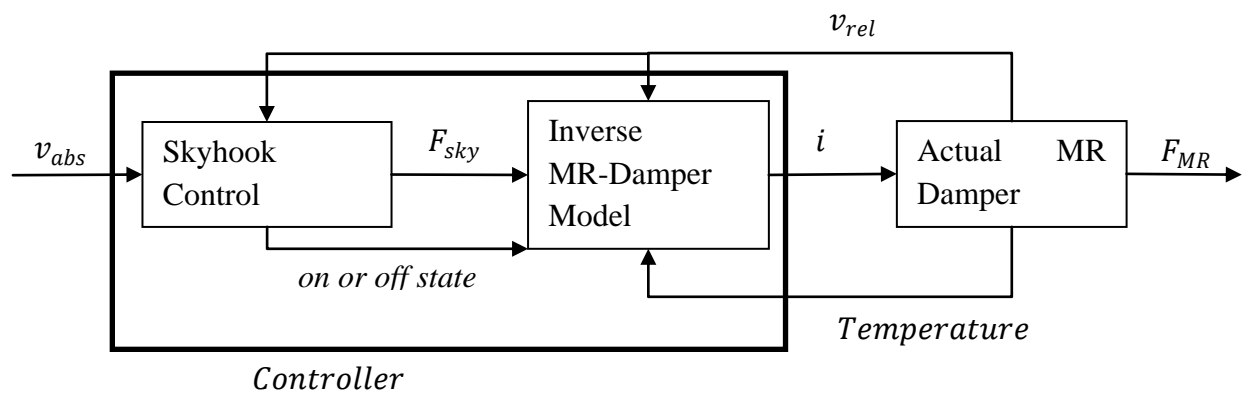 v_rel
v_abs
Skyhook
Control
F_sky
Inverse
MR-Damper
Model
i
Actual MR
Damper
F_MR
on or off state
Temperature
Controller